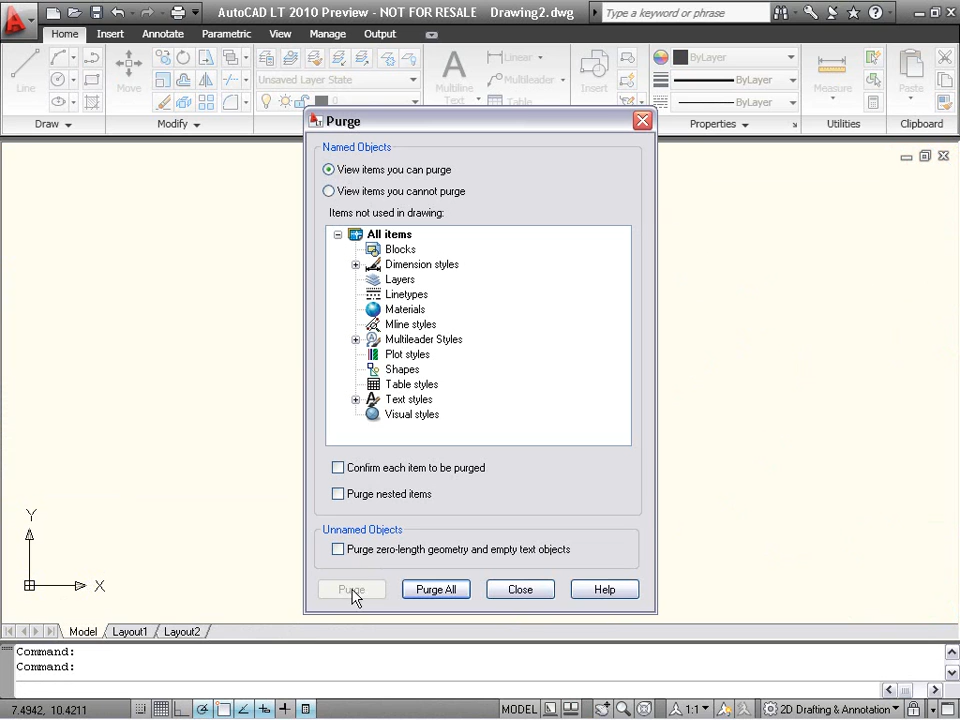 AutoCAD LT 2010 Preview - NOT FOR RESALE Drawing2.dwg
Type a keyword or phrase
Home Insert Annotate Parametric View Manage Output
Line
Move
Unsaved Layer State
0
Multiline
Text
Linear
Multileader
Table
Insert
ByLayer
ByLayer
ByLayer
Measure
Paste
Draw
Modify
Properties
Utilities
Clipboard
LT
Purge
Named Objects
View items you can purge
View items you cannot purge
Items not used in drawing:
All items
Blocks
Dimension styles
Layers
Linetypes
Materials
Mline styles
Multileader Styles
Plot styles
Shapes
Table styles
Text styles
Visual styles
Confirm each item to be purged
Purge nested items
Unnamed Objects
Purge zero-length geometry and empty text objects
Purge Purge All Close Help
Y
X
Model Layout1 Layout2
Command:
Command:
7.4942, 10.4211
MODEL
1:1
2D Drafting & Annotation